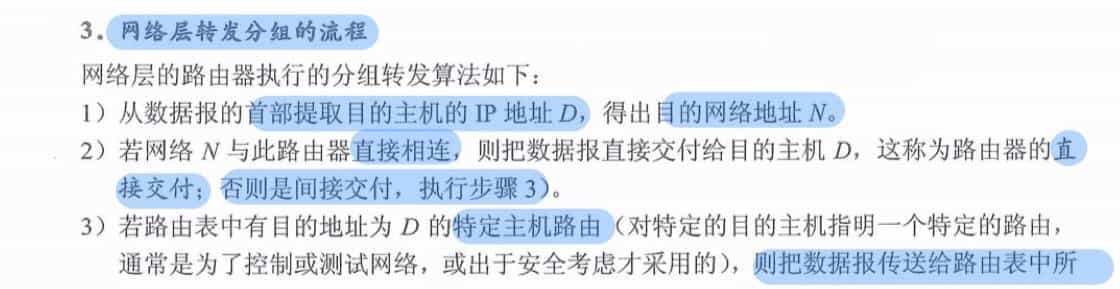 3. 网络层转发分组的流程
网络层的路由器执行的分组转发算法如下：
1）从数据报的首部提取目的主机的 IP 地址 D，得出目的网络地址 N。
2）若网络 N 与此路由器直接相连，则把数据报直接交付给目的主机 D，这称为路由器的直
接交付；否则是间接交付，执行步骤 3）。
3）若路由表中有目的地址为 D 的特定主机路由（对特定的目的主机指明一个特定的路由，
通常是为了控制或测试网络，或出于安全考虑才采用的），则把数据报传送给路由表中所